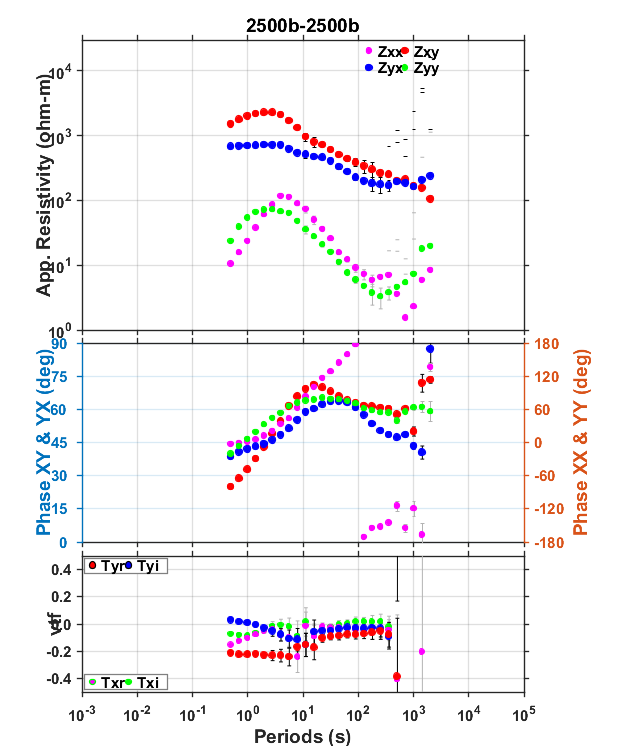 2500b-2500b
Zxx Zxy
Zyx Zyy
App. Resistivity (ohm-m)
10^4
10^3
10^2
10^1
10^0
Phase XY & YX (deg)
90
75
60
45
30
15
0
180
120
60
0
-60
-120
-180
Phase XX & YY (deg)
Tyr Tyi
vtf
0.4
0.2
0
-0.2
-0.4
Txr Txi
10^-3 10^-2 10^-1 10^0 10^1 10^2 10^3 10^4 10^5
Periods (s)